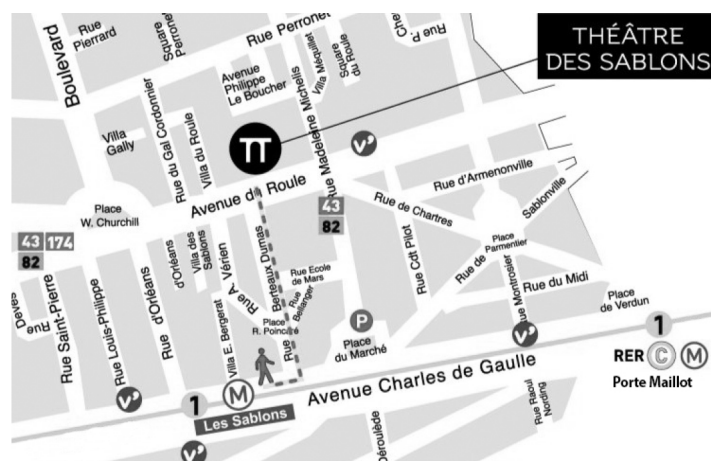 THÉÂTRE
DES SABLONS
Rue
Pierrard
Square
Perronet
Rue Perronet
Boulevard
Avenue
Philippe
Le Boucher
Villa Méquillet
Square
du Roule
Rue P.
Villa
Gally
Rue du Gal Cordonnier
Villa du Roule
Rue Madeleine Michelis
Avenue du Roule
Place
W. Churchill
43 174
82
43
82
Rue d'Armenonville
Rue de Chartres
Sablonville
Place
Parmentier
Rue de
Rue Cdt Pilot
Rue Montrosier
Rue du Midi
Place
de Verdun
Rue
Rue Saint-Pierre
Rue Louis-Philippe
Rue d'Orléans
d'Orléans
Villa des
Sablons
Villa E. Bergerat
Rue A. Vérien
Berteaux Dumas
Rue
Place
R. Poincaré
Rue Ecole
de Mars
Rue
Bellanger
P
Place
du Marché
Avenue Charles de Gaulle
1
M
Les Sablons
1
RER C M
Porte Maillot
Rue Raoul
Nording
V'
V'
V'
V'